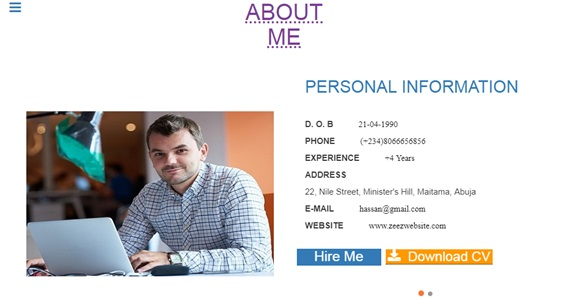 ABOUT
ME
PERSONAL INFORMATION
D. O. B 21-04-1990
PHONE (+234)8066656856
EXPERIENCE +4 Years
ADDRESS
22, Nile Street, Minister's Hill, Maitama, Abuja
E-MAIL hassan@gmail.com
WEBSITE www.zeezwebsite.com
Hire Me Download CV